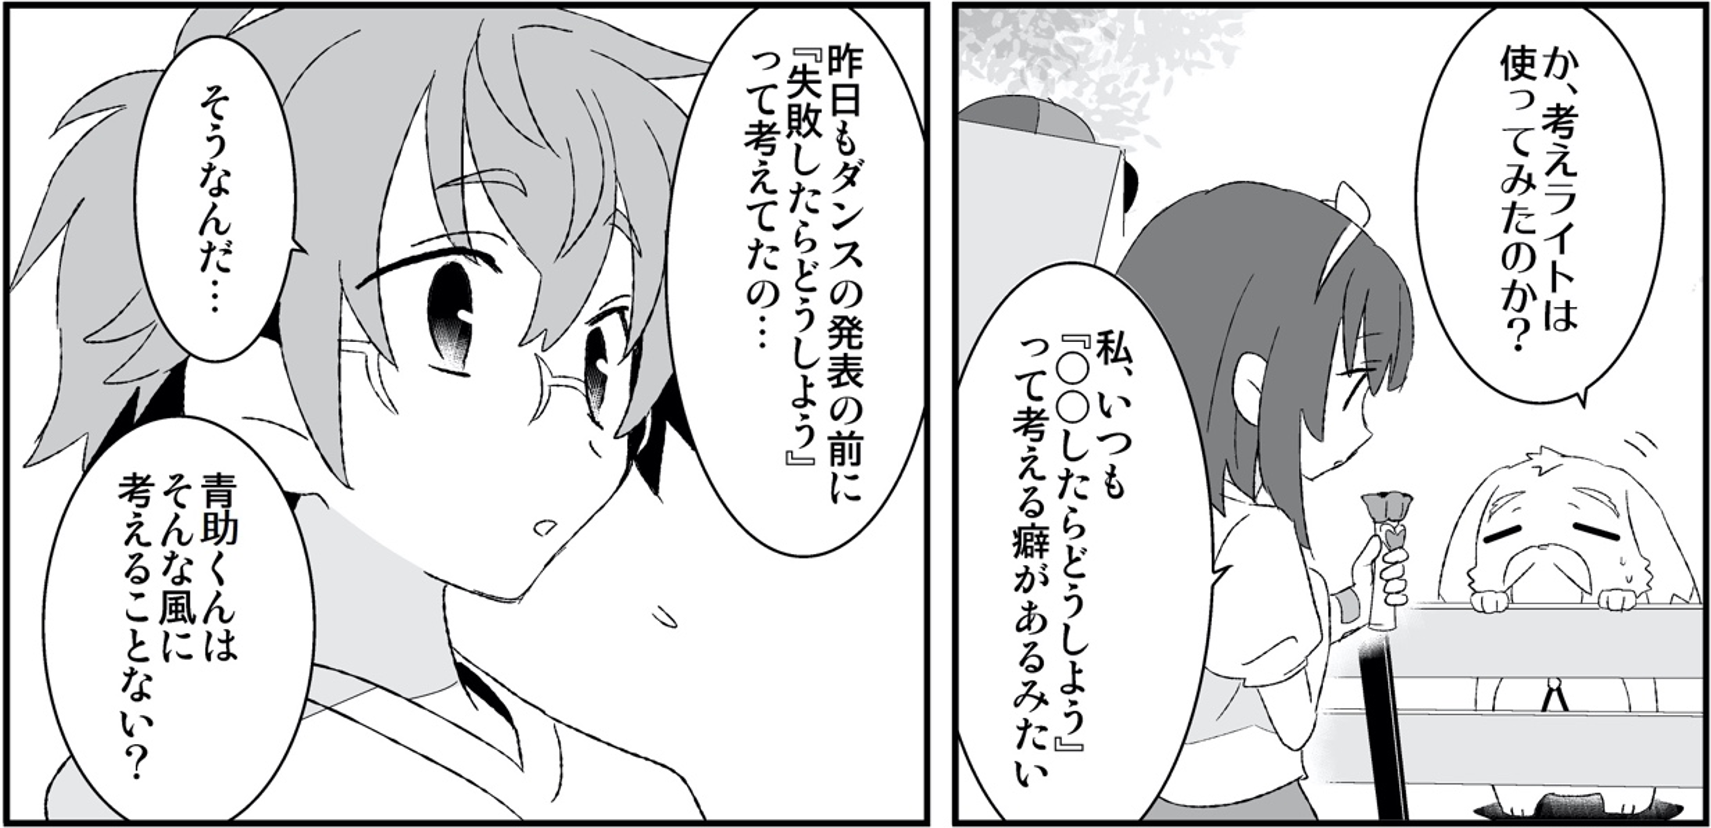 か、考えライトは
使ってみたのか？
私、いつも
『○○○したらどうしよう』
って考える癖があるみたい
昨日もダンスの発表の前に
『失敗したらどうしよう』
って考えてたの…
そうなんだ…
青助くんは
そんな風に
考えることない？